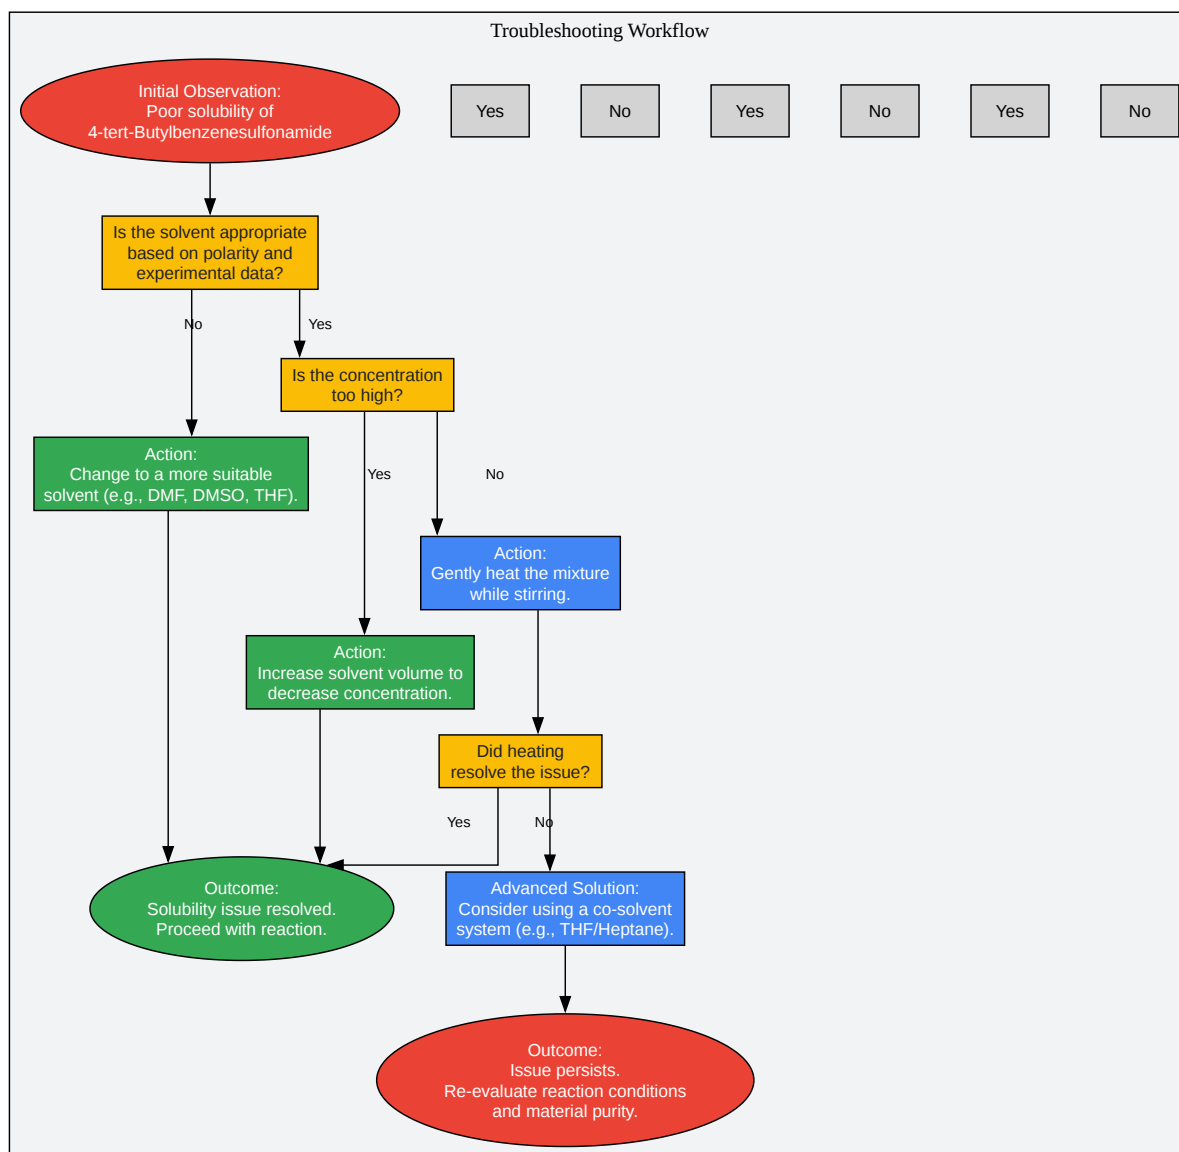 Troubleshooting Workflow
Initial Observation:
Poor solubility of
4-tert-Butylbenzenesulfonamide
Yes
No
Yes
No
Yes
No
Is the solvent appropriate
based on polarity and
experimental data?
No
Yes
Is the concentration
too high?
Action:
Change to a more suitable
solvent (e.g., DMF, DMSO, THF).
Yes
No
Action:
Gently heat the mixture
while stirring.
Action:
Increase solvent volume to
decrease concentration.
Did heating
resolve the issue?
Yes
No
Outcome:
Solubility issue resolved.
Proceed with reaction.
Advanced Solution:
Consider using a co-solvent
system (e.g., THF/Heptane).
Outcome:
Issue persists.
Re-evaluate reaction conditions
and material purity.